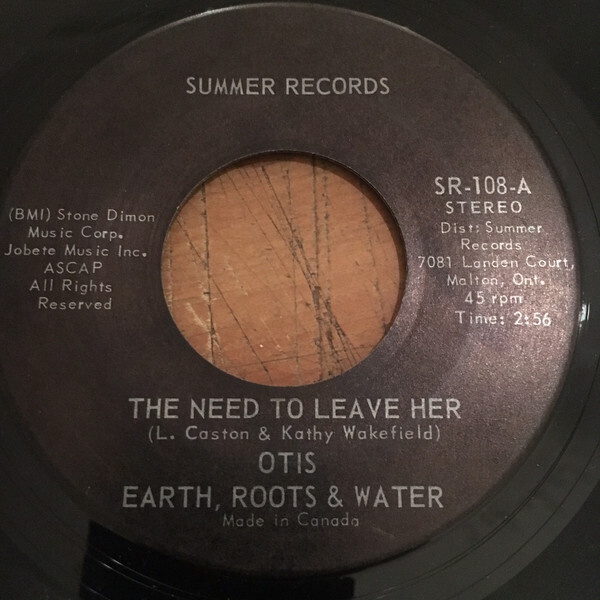 SUMMER RECORDS
(BMI) Stone Dimon
Music Corp.
Jobete Music Inc.
ASCAP
All Rights
Reserved
SR-108-A
STEREO
Dist: Summer
Records
7081 Landen Court,
Malton, Ont.
45 rpm
Time: 2:56
THE NEED TO LEAVE HER
(L. Caston & Kathy Wakefield)
OTIS
EARTH, ROOTS & WATER
Made in Canada